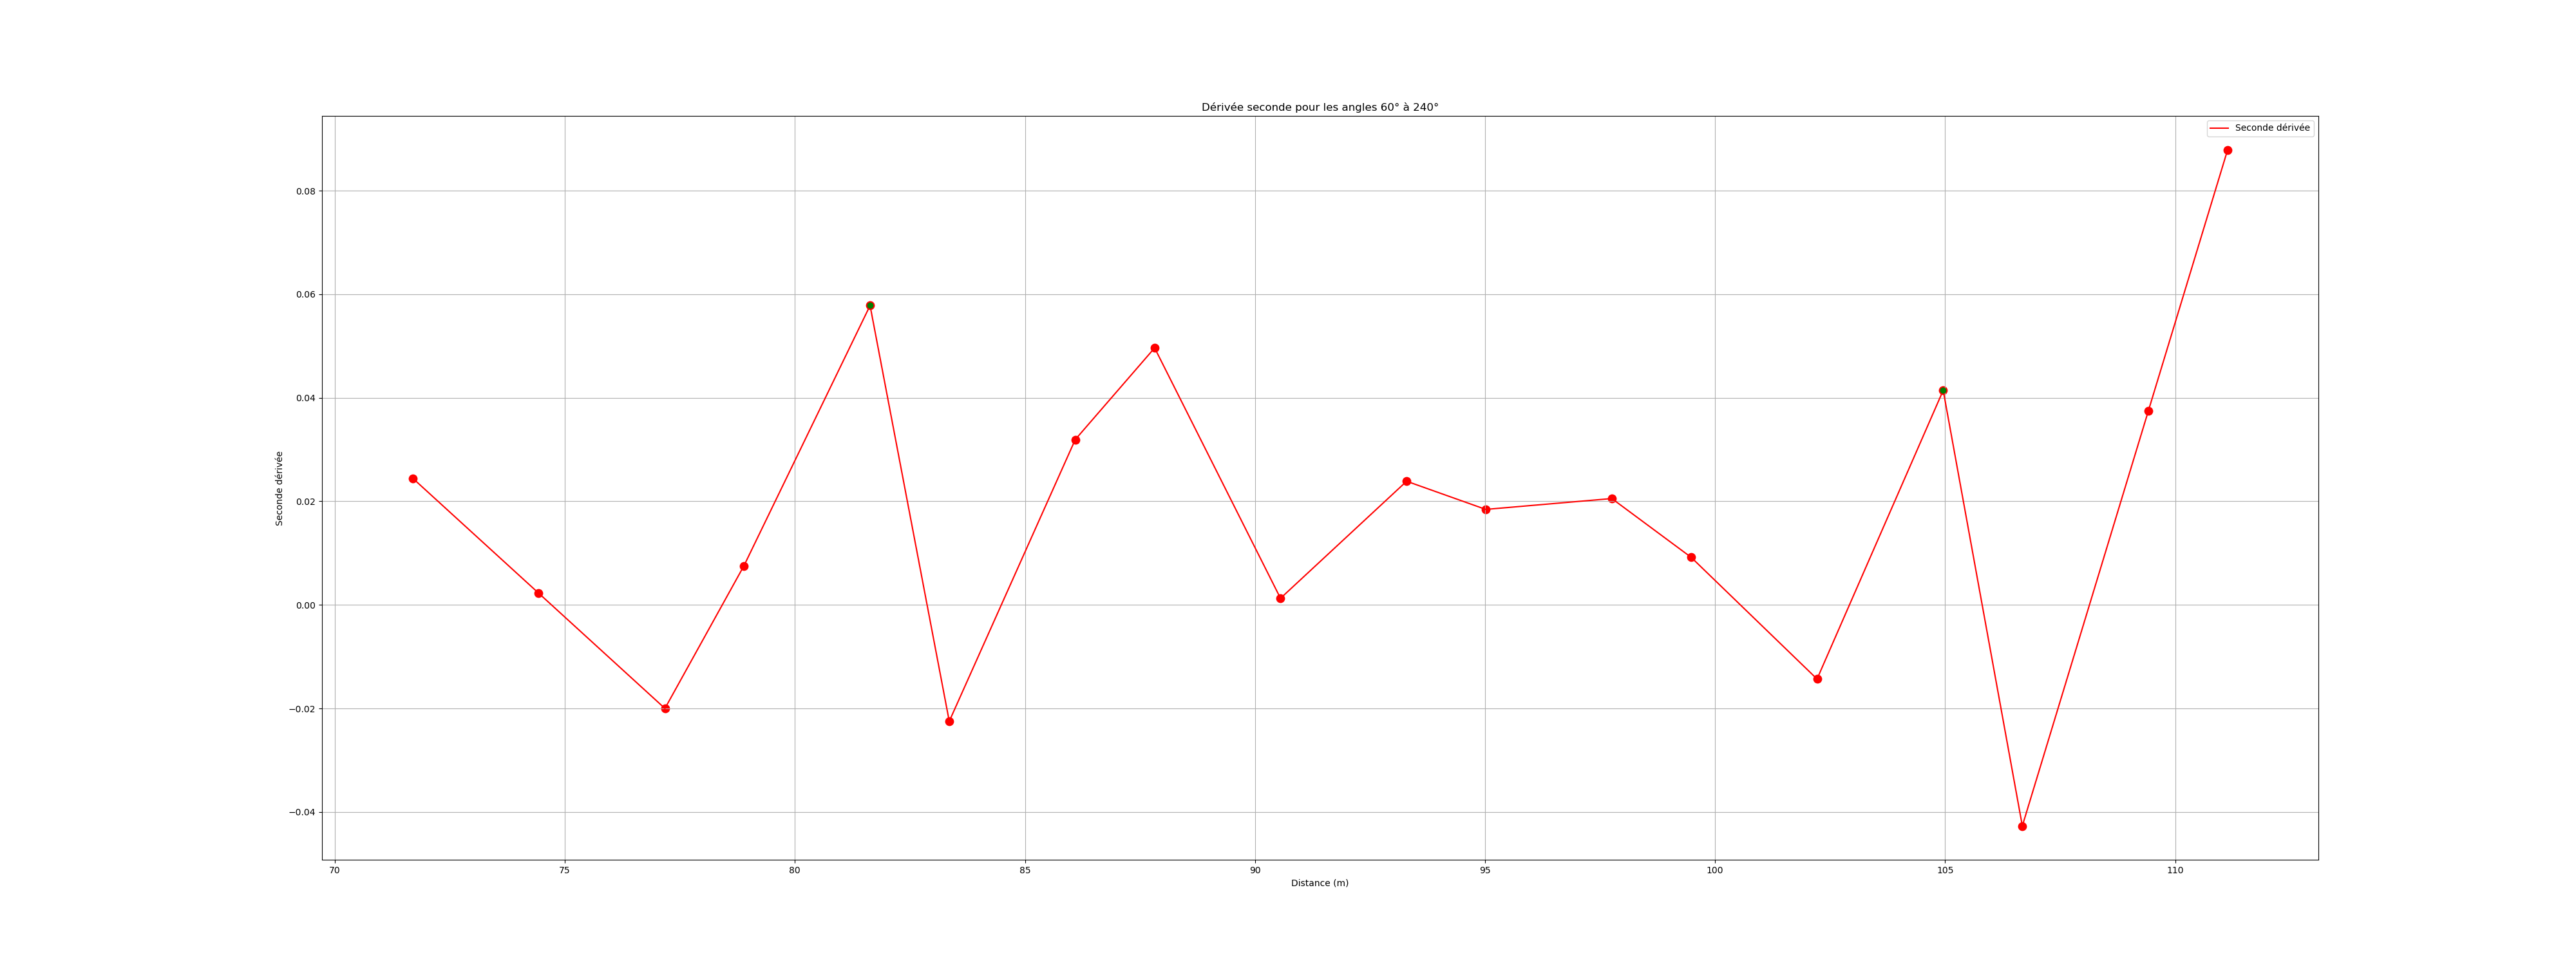 Dérivée seconde pour les angles 60° à 240°
Seconde dérivée
0.08
0.06
0.04
0.02
0.00
−0.02
−0.04
Seconde dérivée
70 75 80 85 90 95 100 105 110
Distance (m)